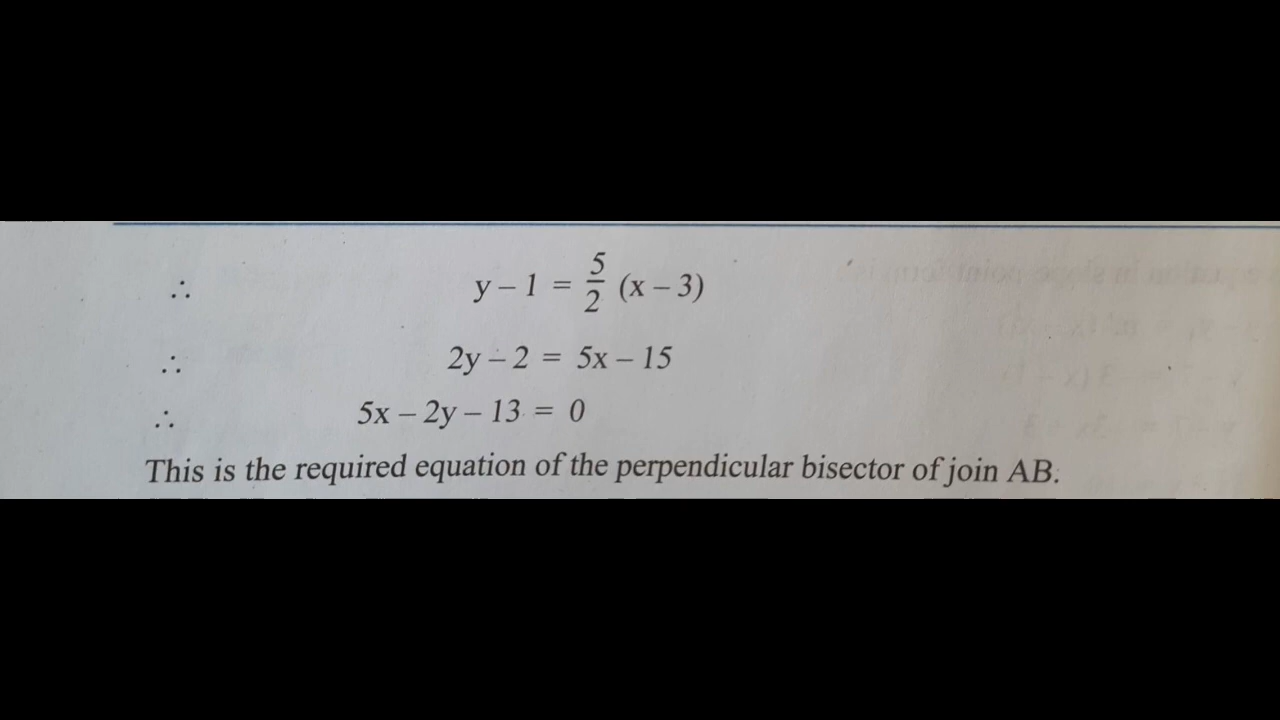 ∴ y – 1 = 5/2 (x – 3)
∴ 2y – 2 = 5x – 15
∴ 5x – 2y – 13 = 0
This is the required equation of the perpendicular bisector of join AB.